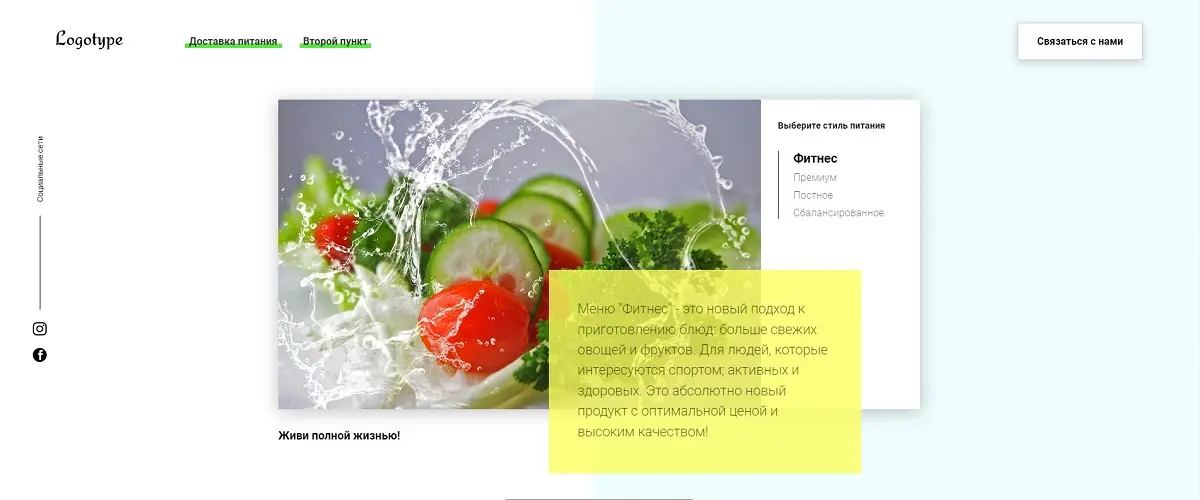 Logotype
Доставка питания
Второй пункт
Связаться с нами
Социальные сети
Выберите стиль питания
Фитнес
Премиум
Постное
Сбалансированное
Меню "Фитнес" - это новый подход к
приготовлению блюд: больше свежих
овощей и фруктов. Для людей, которые
интересуются спортом; активных и
здоровых. Это абсолютно новый
продукт с оптимальной ценой и
высоким качеством!
Живи полной жизнью!